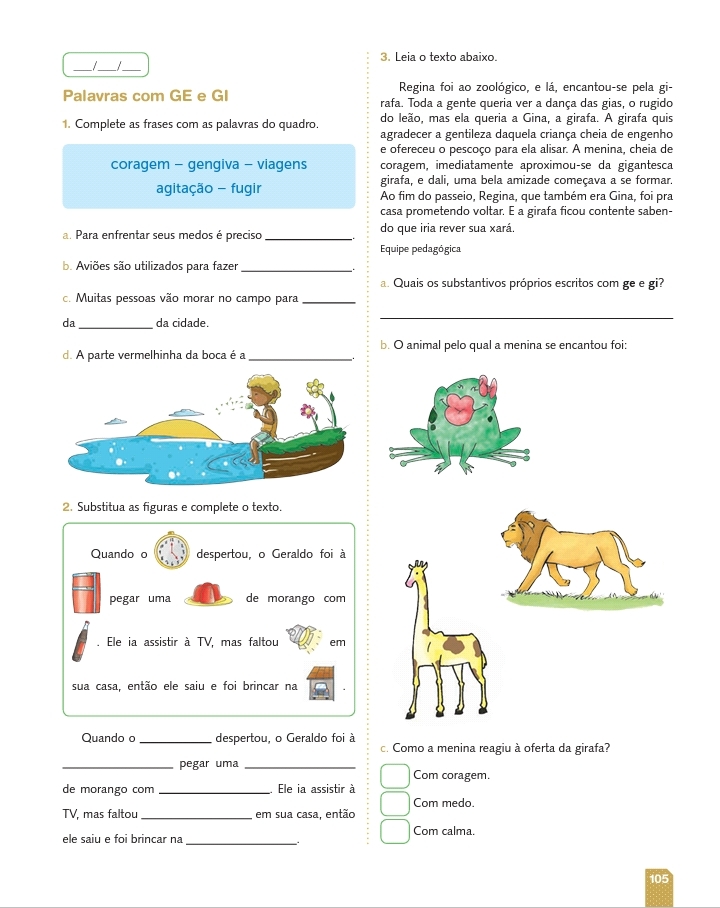 ___/___/___
Palavras com GE e GI
1. Complete as frases com as palavras do quadro.
coragem – gengiva – viagens
agitação – fugir
a. Para enfrentar seus medos é preciso ______________.
b. Aviões são utilizados para fazer __________________.
c. Muitas pessoas vão morar no campo para ________
da ____________ da cidade.
d. A parte vermelhinha da boca é a _________________.
2. Substitua as figuras e complete o texto.
Quando o despertou, o Geraldo foi à
pegar uma de morango com
. Ele ia assistir à TV, mas faltou em
sua casa, então ele saiu e foi brincar na .
Quando o ____________ despertou, o Geraldo foi à
__________________ pegar uma __________________
de morango com __________________. Ele ia assistir à
TV, mas faltou __________________ em sua casa, então
ele saiu e foi brincar na __________________.
3. Leia o texto abaixo.
Regina foi ao zoológico, e lá, encantou-se pela gi-
rafa. Toda a gente queria ver a dança das gias, o rugido
do leão, mas ela queria a Gina, a girafa. A girafa quis
agradecer a gentileza daquela criança cheia de engenho
e ofereceu o pescoço para ela alisar. A menina, cheia de
coragem, imediatamente aproximou-se da gigantesca
girafa, e dali, uma bela amizade começava a se formar.
Ao fim do passeio, Regina, que também era Gina, foi pra
casa prometendo voltar. E a girafa ficou contente saben-
do que iria rever sua xará.
Equipe pedagógica
a. Quais os substantivos próprios escritos com ge e gi?
b. O animal pelo qual a menina se encantou foi:
c. Como a menina reagiu à oferta da girafa?
Com coragem.
Com medo.
Com calma.
105